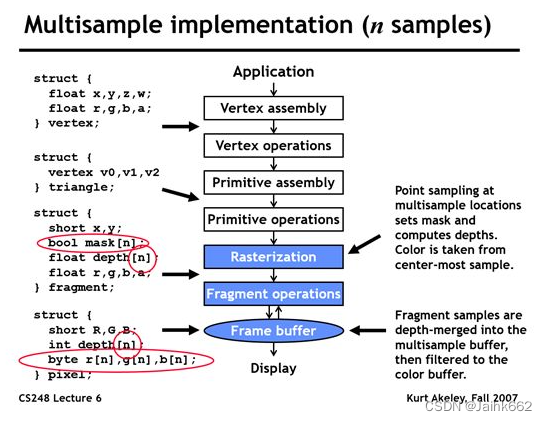 Multisample implementation (n samples)
struct {
float x,y,z,w;
float r,g,b,a;
} vertex;
struct {
vertex v0,v1,v2
} triangle;
struct {
short x,y;
bool mask[n];
float depth[n];
float r,g,b,a;
} fragment;
struct {
short R,G,B;
int depth[n];
byte r[n],g[n],b[n];
} pixel;
Application
Vertex assembly
Vertex operations
Primitive assembly
Primitive operations
Rasterization
Fragment operations
Frame buffer
Display
Point sampling at
multisample locations
sets mask and
computes depths.
Color is taken from
center-most sample.
Fragment samples are
depth-merged into the
multisample buffer,
then filtered to the
color buffer.
CS248 Lecture 6
Kurt Akeley, Fall 2007
CSDN @Jaihk662